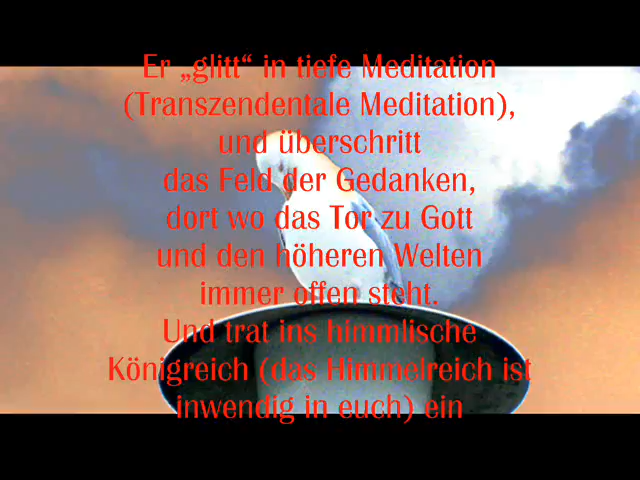 Er „glitt“ in tiefe Meditation
(Transzendentale Meditation),
und überschritt
das Feld der Gedanken,
dort wo das Tor zu Gott
und den höheren Welten
immer offen steht.
Und trat ins himmlische
Königreich (das Himmelreich ist
inwendig in euch) ein